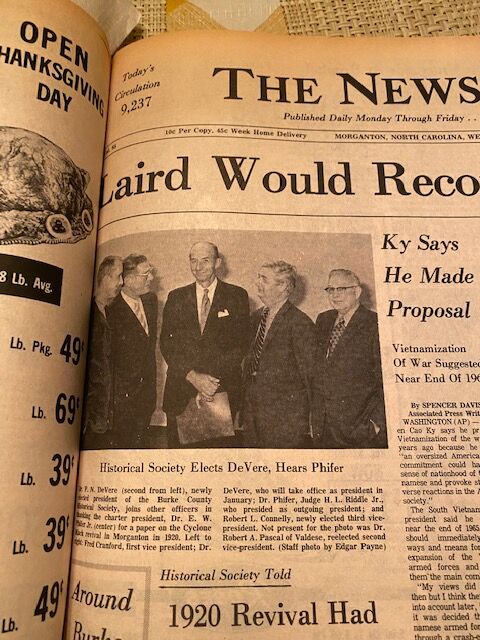 OPEN
THANKSGIVING
DAY
8 Lb. Avg.
Lb. Pkg. 49¢
Lb. 69
Lb. 39¢
Lb. 39¢
Lb. 49¢
Today's
Circulation
9,237
THE NEWS
Published Daily Monday Through Friday . .
10c Per Copy, 45c Week Home Delivery
MORGANTON, NORTH CAROLINA, WE
Laird Would Reco
Ky Says
He Made
Proposal
Vietnamization
Of War Suggested
Near End Of 196
By SPENCER DAVIS
Associated Press Writ
WASHINGTON (AP) —
en Cao Ky says he pr
Vietnamization of the w
years ago because he
"an oversized American
commitment could ha
sense of nationhood of t
namese and provoke st
verse reactions in the A
society."
The South Vietnam
president said he
near the end of 1965
should immediately
ways and means for
expansion of the
armed forces and
them the main com
"My views did
then but I think the
into account later,
it was decided th
namese armed for
through a crash-p
Historical Society Elects DeVere, Hears Phifer
Dr. P. N. DeVere (second from left), newly
president of the Burke County
Historical Society, joins other officers in
the charter president, Dr. E. W.
Phifer Jr. (center) for a paper on the Cyclone
Mack revival in Morganton in 1920. Left to
right: Fred Cranford, first vice president; Dr.
DeVere, who will take office as president in
January; Dr. Phifer, Judge H. L. Riddle Jr.,
who presided as outgoing president; and
Robert L. Connelly, newly elected third vice-
president. Not present for the photo was Dr.
Robert A. Pascal of Valdese, reelected second
vice-president. (Staff photo by Edgar Payne)
Historical Society Told
1920 Revival Had
Around
Burke